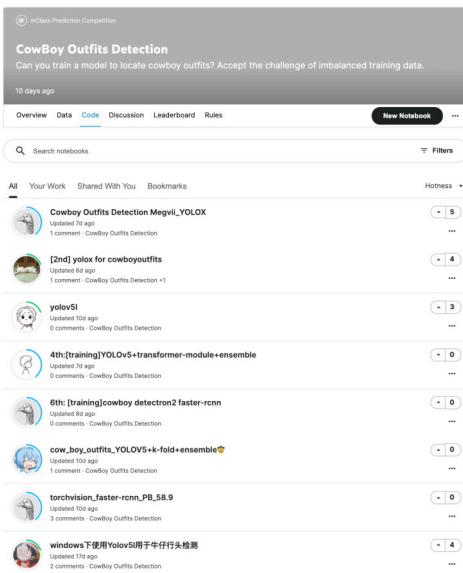 InClass Prediction Competition
CowBoy Outfits Detection
Can you train a model to locate cowboy outfits? Accept the challenge of imbalanced training data.
10 days ago
Overview Data Code Discussion Leaderboard Rules New Notebook ...
Search notebooks Filters
All Your Work Shared With You Bookmarks Hotness
Cowboy Outfits Detection Megvii_YOLOX 5
Updated 7d ago
1 comment · CowBoy Outfits Detection ...
[2nd] yolox for cowboyoutfits 4
Updated 6d ago
1 comment · CowBoy Outfits Detection +1 ...
yolov5l 3
Updated 10d ago
0 comments · CowBoy Outfits Detection ...
4th:[training]YOLOv5+transformer-module+ensemble 0
Updated 7d ago
0 comments · CowBoy Outfits Detection ...
6th: [training]cowboy detectron2 faster-rcnn 0
Updated 8d ago
0 comments · CowBoy Outfits Detection ...
cow_boy_outfits_YOLOV5+k-fold+ensemble🤠 0
Updated 10d ago
1 comment · CowBoy Outfits Detection ...
torchvision_faster-rcnn_PB_58.9 0
Updated 10d ago
3 comments · CowBoy Outfits Detection ...
windows下使用Yolov5l用于牛仔行头检测 4
Updated 17d ago
2 comments · CowBoy Outfits Detection ...